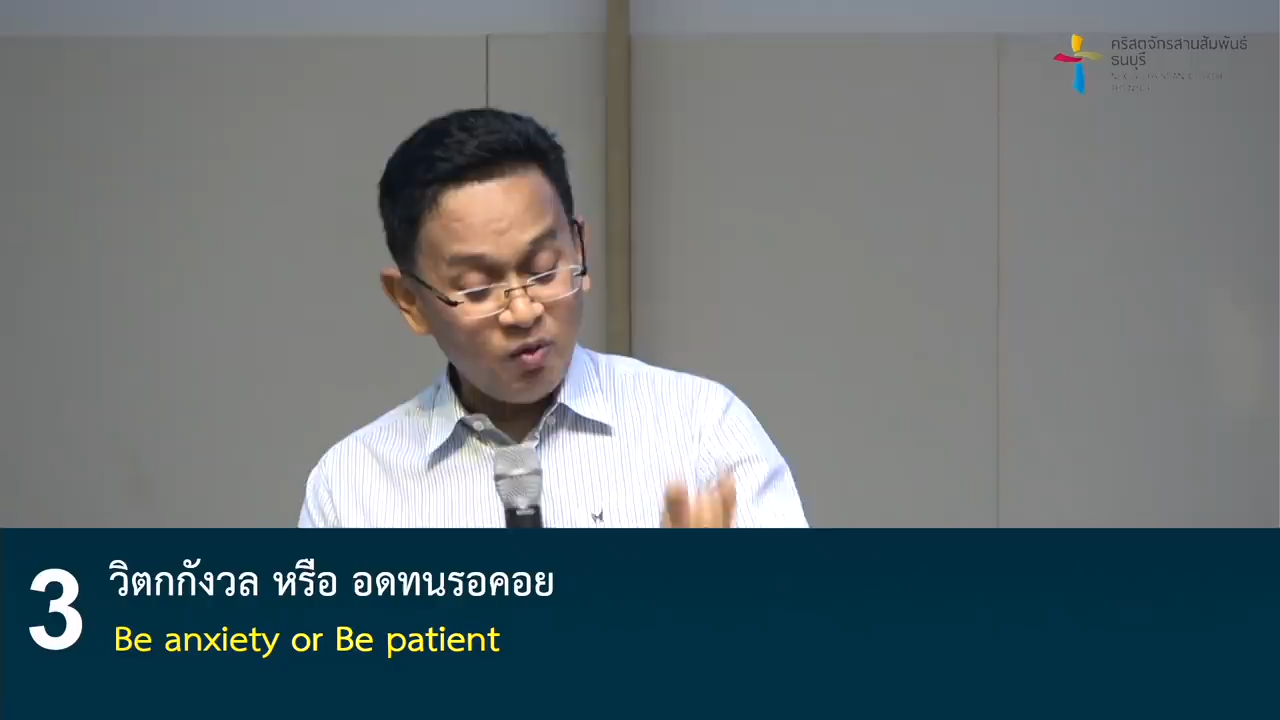 คริสตจักรสานสัมพันธ์
ธนบุรี
3
วิตกกังวล หรือ อดทนรอคอย
Be anxiety or Be patient